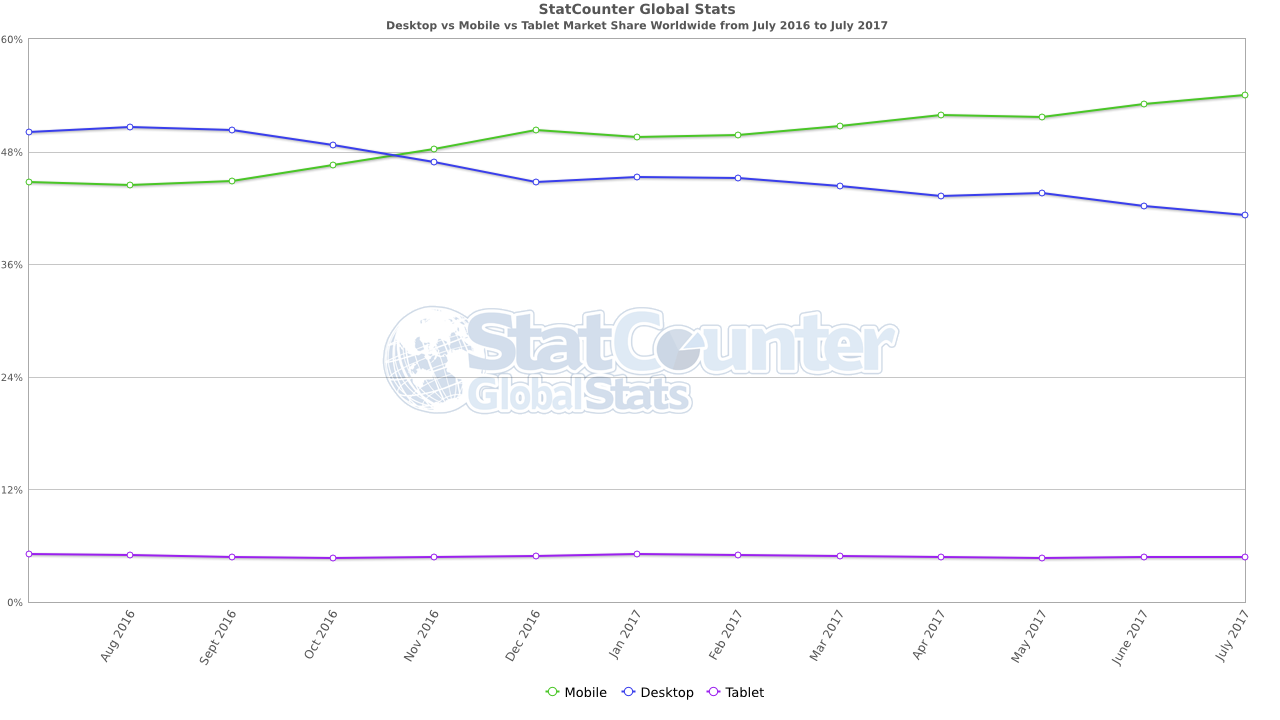 StatCounter Global Stats
Desktop vs Mobile vs Tablet Market Share Worldwide from July 2016 to July 2017
60%
48%
36%
24%
12%
0%
StatCounter
GlobalStats
Aug 2016
Sept 2016
Oct 2016
Nov 2016
Dec 2016
Jan 2017
Feb 2017
Mar 2017
Apr 2017
May 2017
June 2017
July 2017
Mobile Desktop Tablet